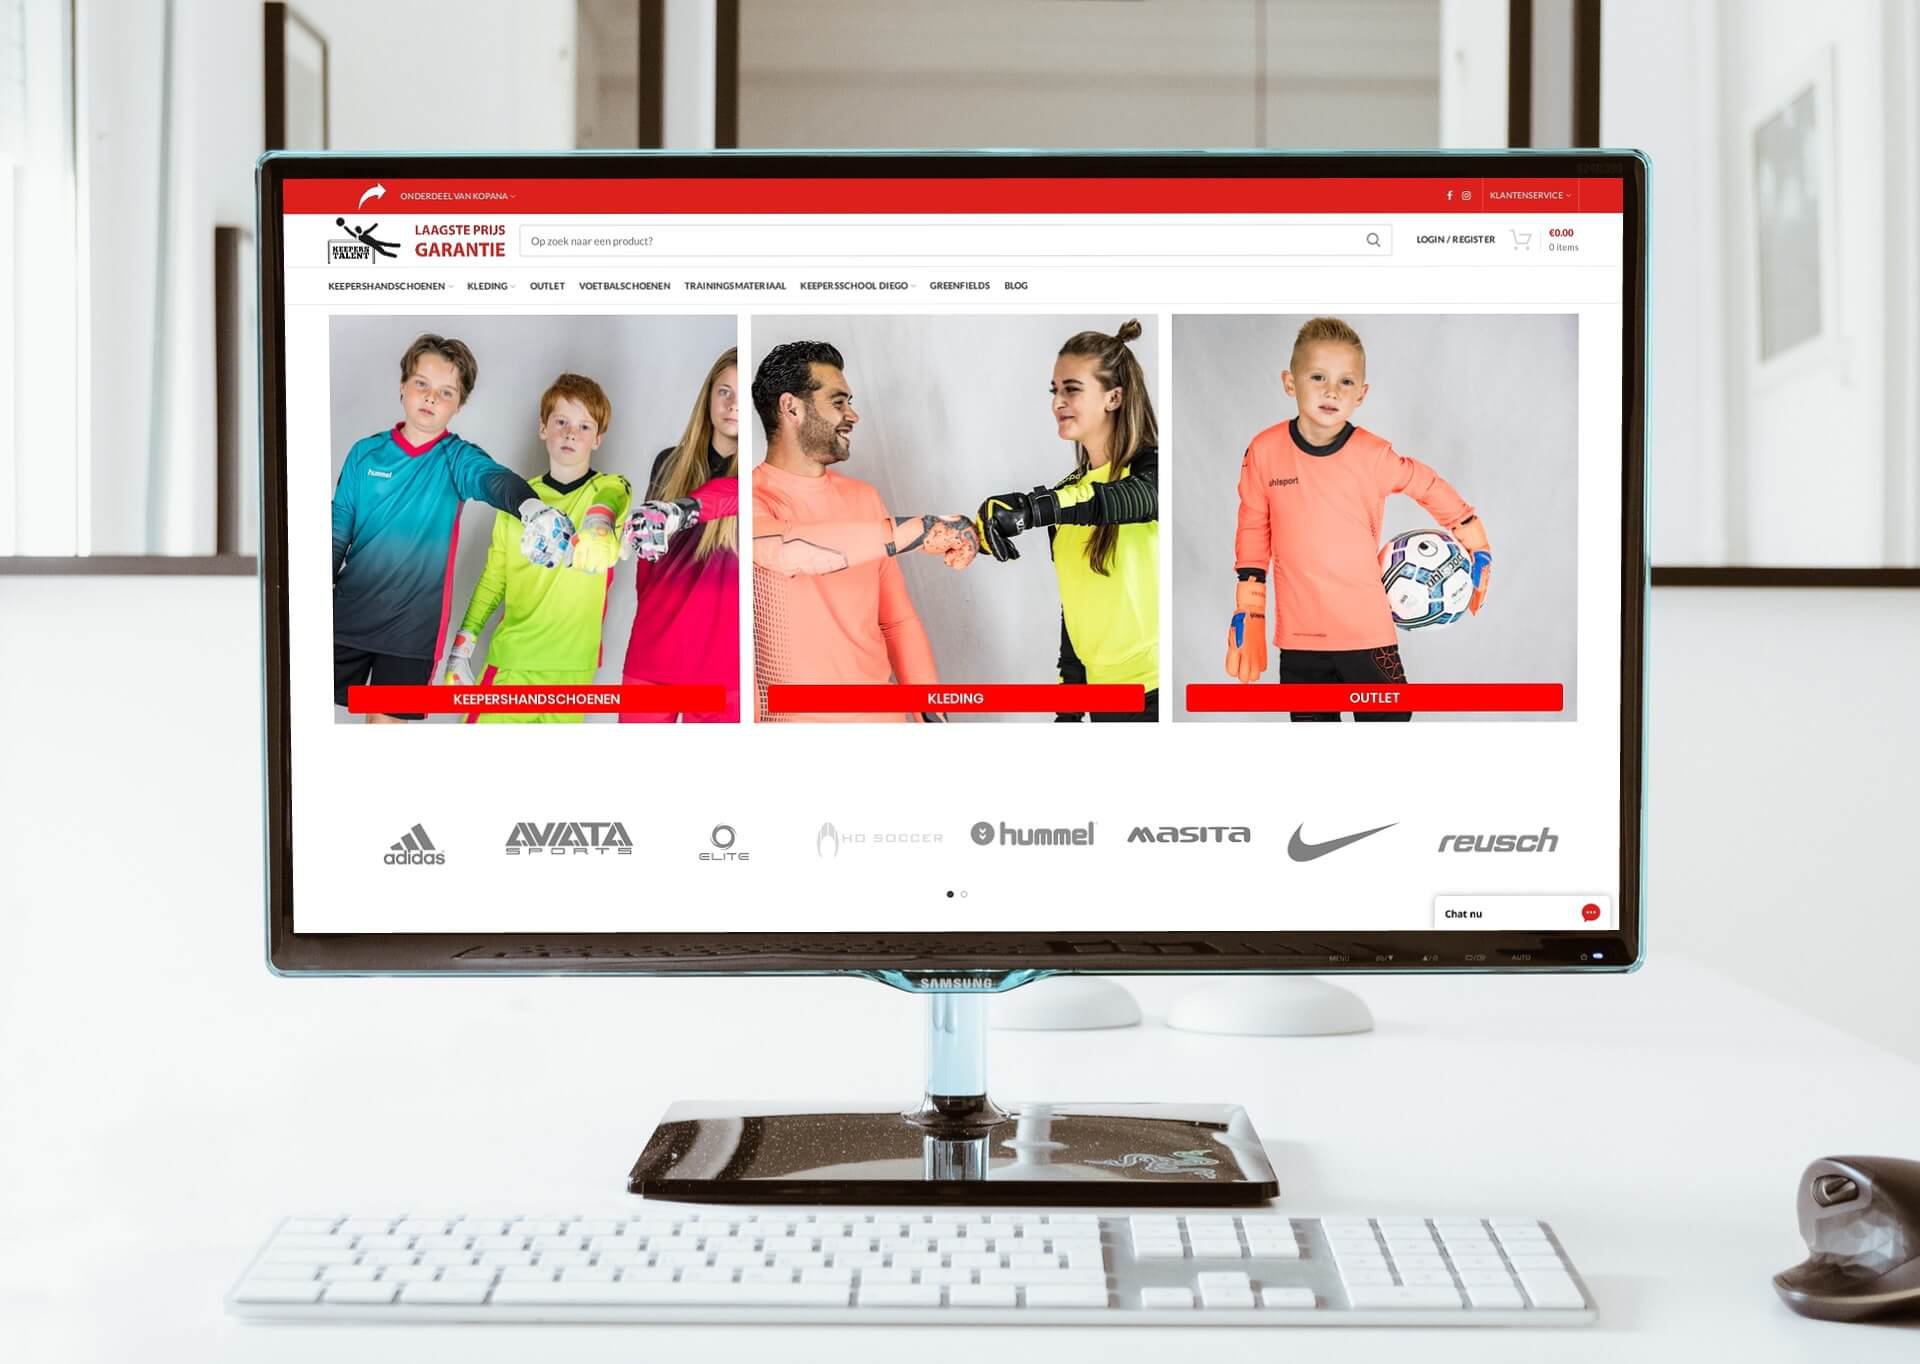 ONDERDEEL VAN KOPANA
KLANTENSERVICE
KEEPERS
TALENT
LAAGSTE PRIJS
GARANTIE
Op zoek naar een product?
LOGIN / REGISTER
€0.00
0 items
KEEPERSHANDSCHOENEN KLEDING OUTLET VOETBALSCHOENEN TRAININGSMATERIAAL KEEPERSSCHOOL DIEGO GREENFIELDS BLOG
hummel
uhlsport
uhlsport
KEEPERSHANDSCHOENEN
KLEDING
OUTLET
adidas
AVIATA
SPORTS
ELITE
HO SOCCER
hummel
MASITA
reusch
Chat nu
MENU
AUTO
SAMSUNG